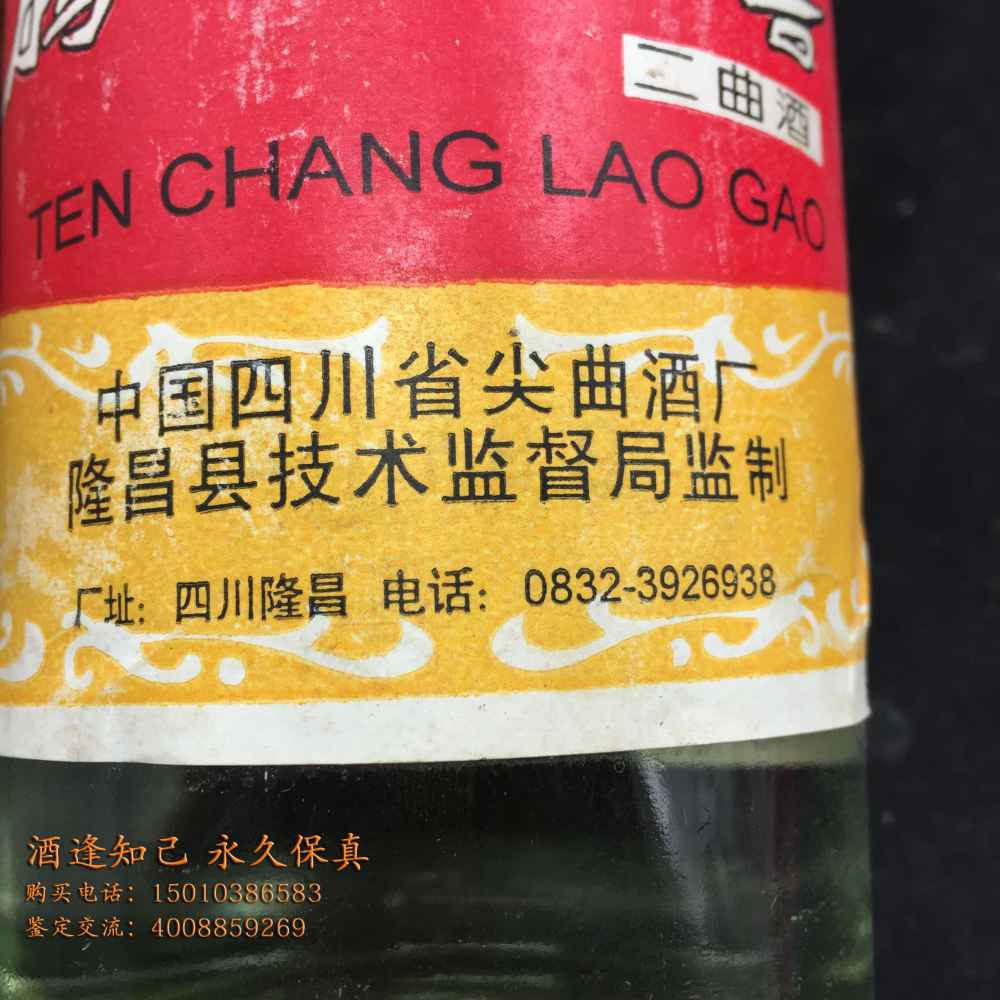 二曲酒
TEN CHANG LAO GAO
中国四川省尖曲酒厂
隆昌县技术监督局监制
厂址：四川隆昌 电话：0832-3926938
酒逢知己 永久保真
购买电话：15010386583
鉴定交流：4008859269